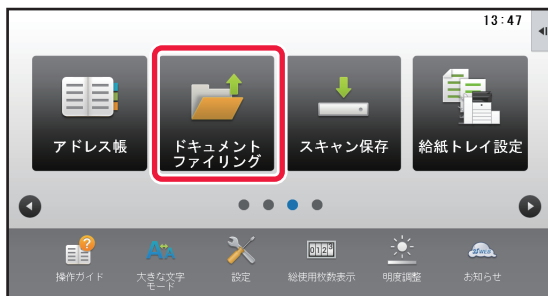 13:47
アドレス帳
ドキュメント
ファイリング
スキャン保存
給紙トレイ設定
操作ガイド
大きな文字
モード
設定
総使用枚数表示
明度調整
お知らせ